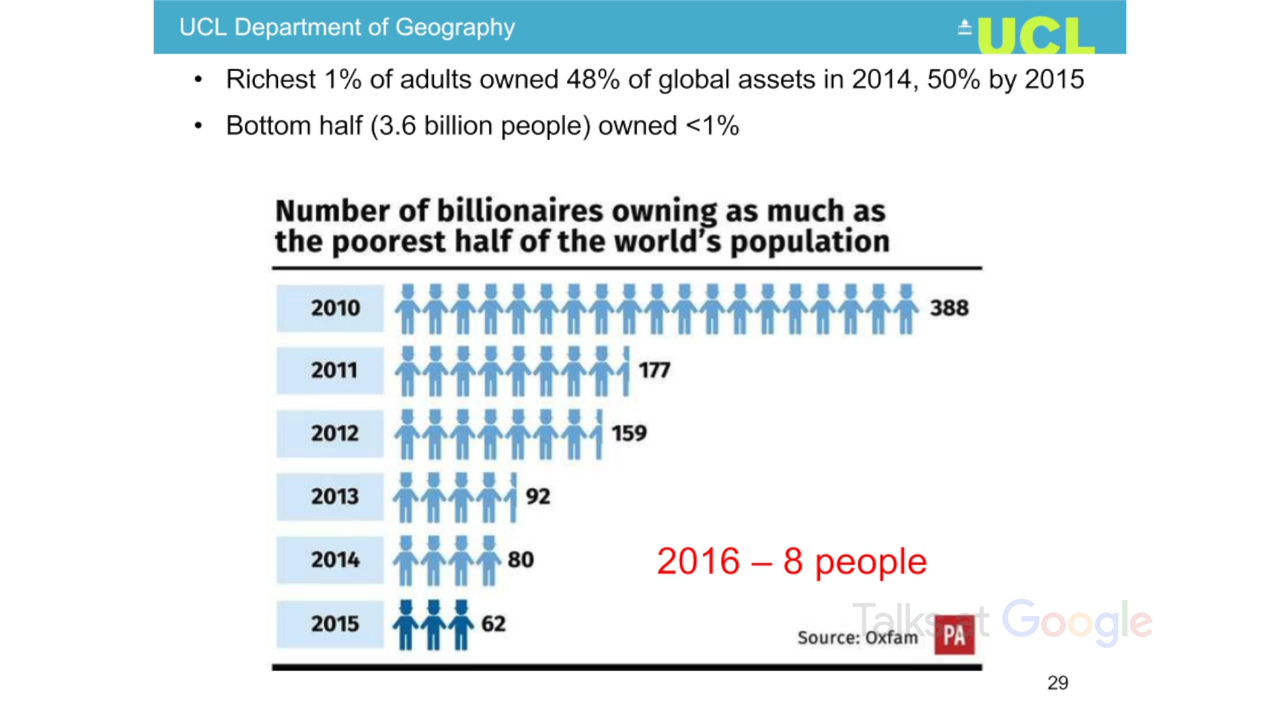 UCL Department of Geography
UCL
• Richest 1% of adults owned 48% of global assets in 2014, 50% by 2015
• Bottom half (3.6 billion people) owned <1%
Number of billionaires owning as much as
the poorest half of the world's population
2010 388
2011 177
2012 159
2013 92
2014 80
2016 – 8 people
2015 62
Talks at Google
Source: Oxfam PA
29